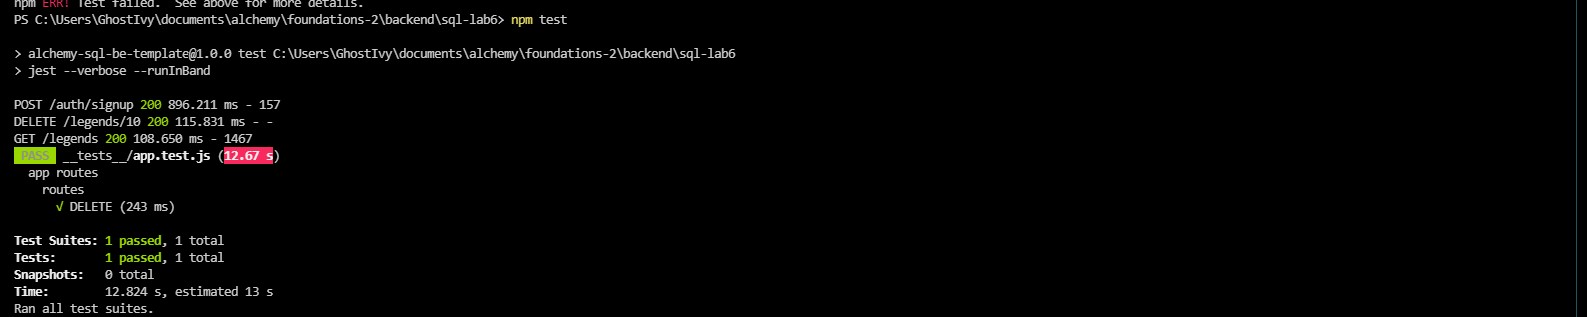 npm ERR! Test failed.  See above for more details.
PS C:\Users\GhostIvy\documents\alchemy\foundations-2\backend\sql-lab6> npm test
> alchemy-sql-be-template@1.0.0 test C:\Users\GhostIvy\documents\alchemy\foundations-2\backend\sql-lab6
> jest --verbose --runInBand
POST /auth/signup 200 896.211 ms - 157
DELETE /legends/10 200 115.831 ms - -
GET /legends 200 108.650 ms - 1467
PASS __tests__/app.test.js (12.67 s)
app routes
routes
√ DELETE (243 ms)
Test Suites: 1 passed, 1 total
Tests: 1 passed, 1 total
Snapshots: 0 total
Time: 12.824 s, estimated 13 s
Ran all test suites.